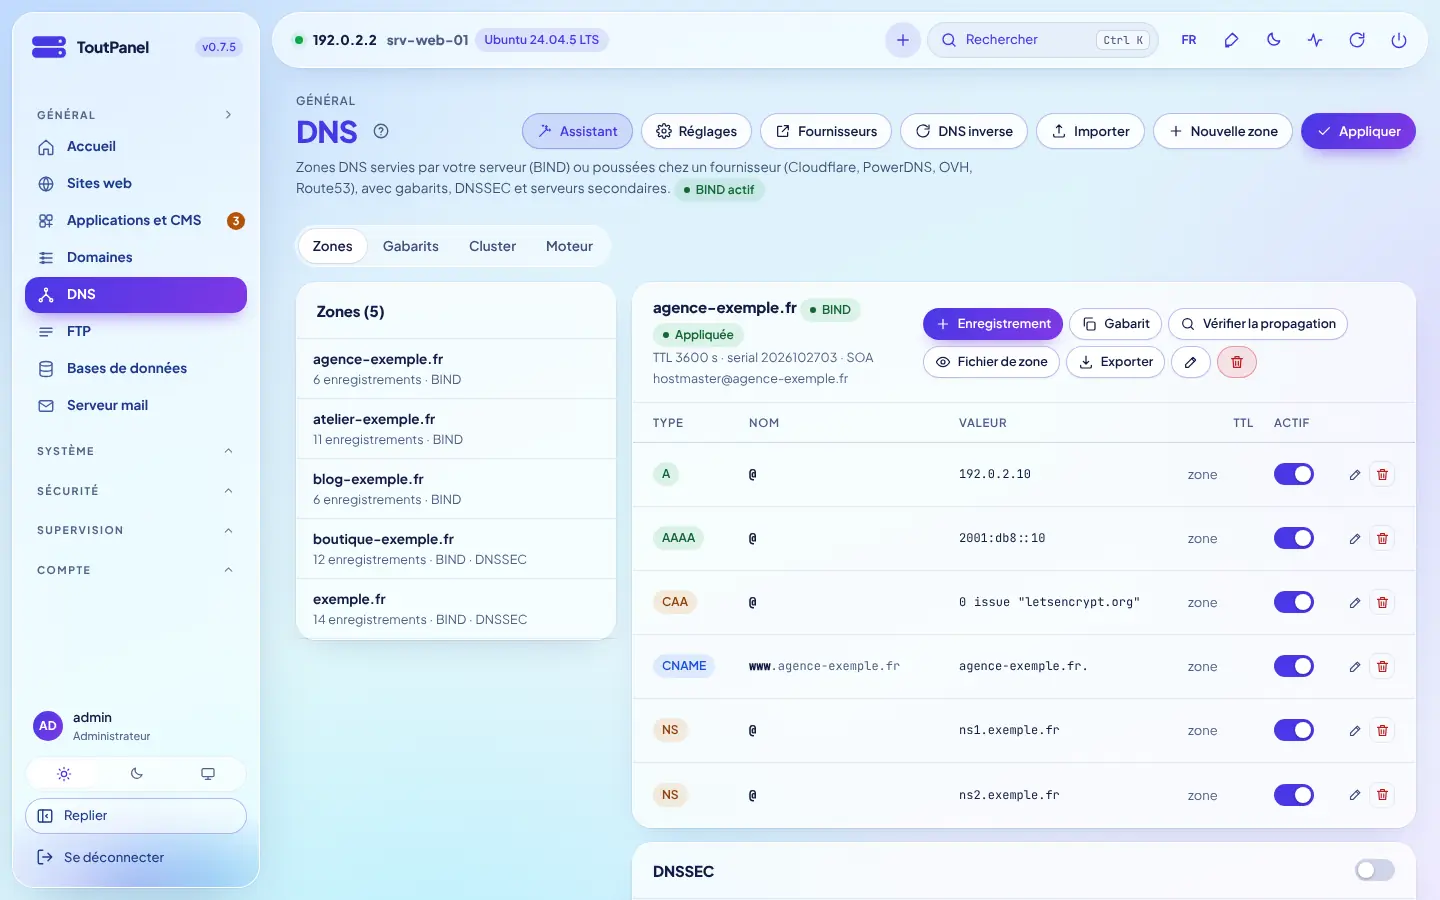 ToutPanel
v0.7.5
GÉNÉRAL
Accueil
Sites web
Applications et CMS
3
Domaines
DNS
FTP
Bases de données
Serveur mail
SYSTÈME
SÉCURITÉ
SUPERVISION
COMPTE
AD
admin
Administrateur
Replier
Se déconnecter
192.0.2.2 srv-web-01 Ubuntu 24.04.5 LTS
Rechercher Ctrl K
FR
GÉNÉRAL
DNS
Assistant
Réglages
Fournisseurs
DNS inverse
Importer
Nouvelle zone
Appliquer
Zones DNS servies par votre serveur (BIND) ou poussées chez un fournisseur (Cloudflare, PowerDNS, OVH,
Route53), avec gabarits, DNSSEC et serveurs secondaires. BIND actif
Zones Gabarits Cluster Moteur
Zones (5)
agence-exemple.fr
6 enregistrements · BIND
atelier-exemple.fr
11 enregistrements · BIND
blog-exemple.fr
6 enregistrements · BIND
boutique-exemple.fr
12 enregistrements · BIND · DNSSEC
exemple.fr
14 enregistrements · BIND · DNSSEC
agence-exemple.fr BIND
Appliquée
TTL 3600 s · serial 2026102703 · SOA
hostmaster@agence-exemple.fr
Enregistrement
Gabarit
Vérifier la propagation
Fichier de zone
Exporter
TYPE NOM VALEUR TTL ACTIF
A @ 192.0.2.10 zone
AAAA @ 2001:db8::10 zone
CAA @ 0 issue "letsencrypt.org" zone
CNAME www.agence-exemple.fr agence-exemple.fr. zone
NS @ ns1.exemple.fr zone
NS @ ns2.exemple.fr zone
DNSSEC